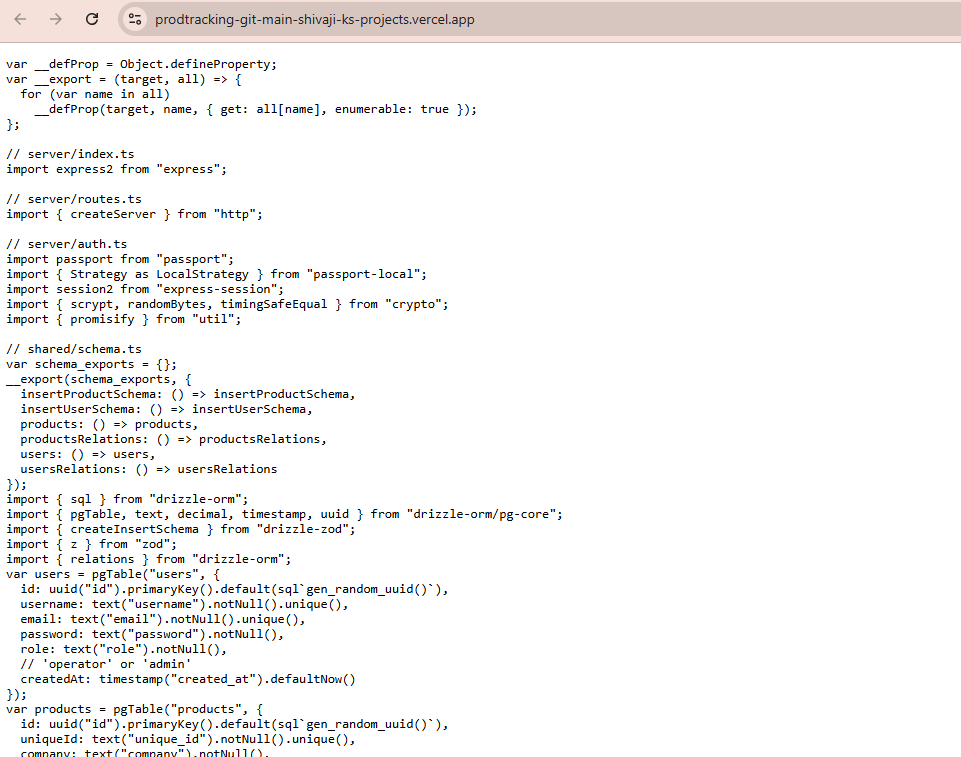 prodtracking-git-main-shivaji-ks-projects.vercel.app
var __defProp = Object.defineProperty;
var __export = (target, all) => {
  for (var name in all)
    __defProp(target, name, { get: all[name], enumerable: true });
};

// server/index.ts
import express2 from "express";

// server/routes.ts
import { createServer } from "http";

// server/auth.ts
import passport from "passport";
import { Strategy as LocalStrategy } from "passport-local";
import session2 from "express-session";
import { scrypt, randomBytes, timingSafeEqual } from "crypto";
import { promisify } from "util";

// shared/schema.ts
var schema_exports = {};
__export(schema_exports, {
  insertProductSchema: () => insertProductSchema,
  insertUserSchema: () => insertUserSchema,
  products: () => products,
  productsRelations: () => productsRelations,
  users: () => users,
  usersRelations: () => usersRelations
});
import { sql } from "drizzle-orm";
import { pgTable, text, decimal, timestamp, uuid } from "drizzle-orm/pg-core";
import { createInsertSchema } from "drizzle-zod";
import { z } from "zod";
import { relations } from "drizzle-orm";
var users = pgTable("users", {
  id: uuid("id").primaryKey().default(sql`gen_random_uuid()`),
  username: text("username").notNull().unique(),
  email: text("email").notNull().unique(),
  password: text("password").notNull(),
  role: text("role").notNull(),
  // 'operator' or 'admin'
  createdAt: timestamp("created_at").defaultNow()
});
var products = pgTable("products", {
  id: uuid("id").primaryKey().default(sql`gen_random_uuid()`),
  uniqueId: text("unique_id").notNull().unique(),
  company: text("company").notNull(),